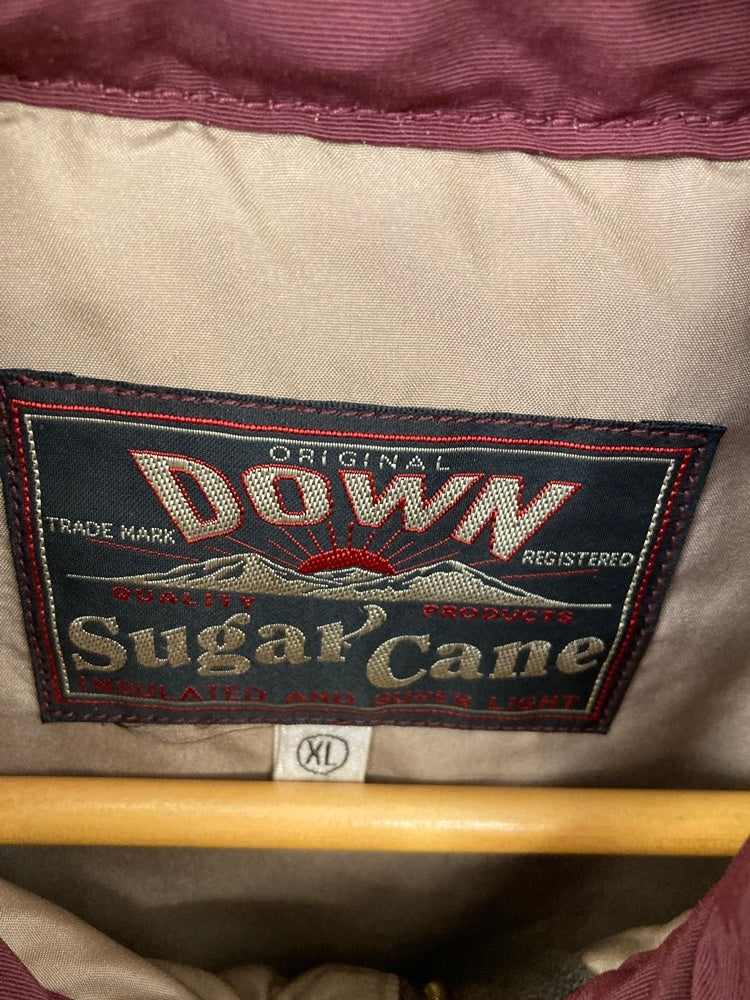 ORIGINAL
DOWN
TRADE MARK
REGISTERED
QUALITY PRODUCTS
Sugar Cane
INSULATED AND SUPER LIGHT
XL